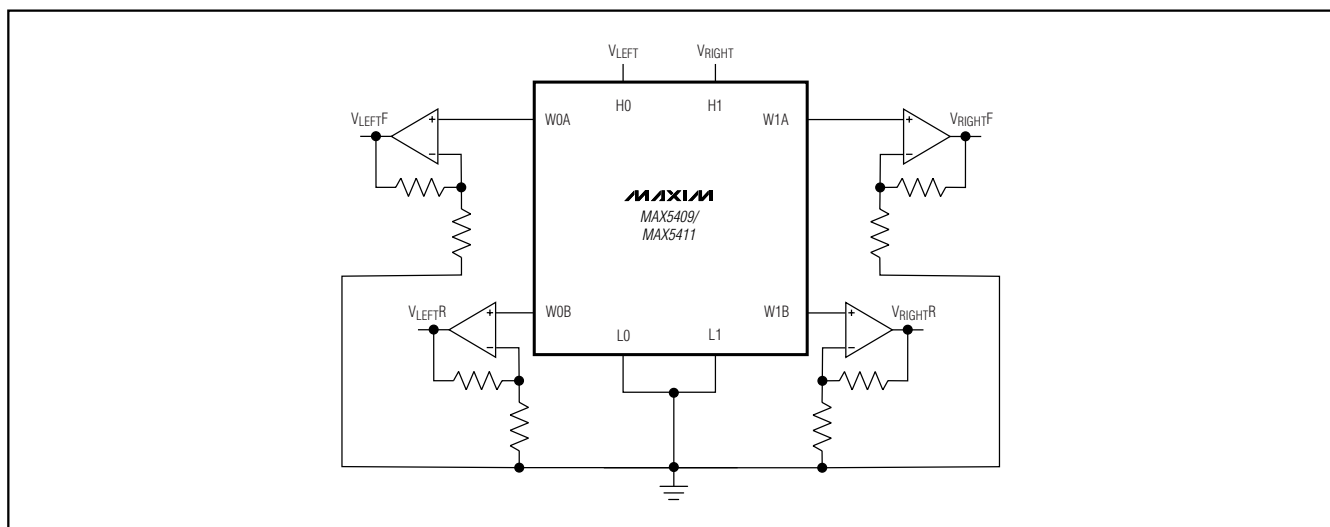 VLEFT VRIGHT
H0 H1
VLEFTF + W0A W1A + VRIGHTF
− −
MAXIM
MAX5409/
MAX5411
VLEFTR + W0B W1B + VRIGHTR
− L0 L1 −